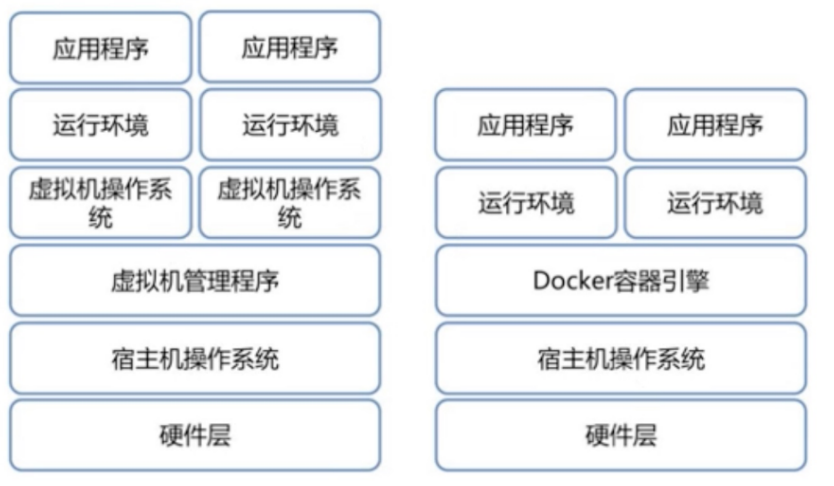 应用程序 应用程序
运行环境 运行环境
虚拟机操作系 虚拟机操作系
统 统
虚拟机管理程序
宿主机操作系统
硬件层
应用程序 应用程序
运行环境 运行环境
Docker容器引擎
宿主机操作系统
硬件层